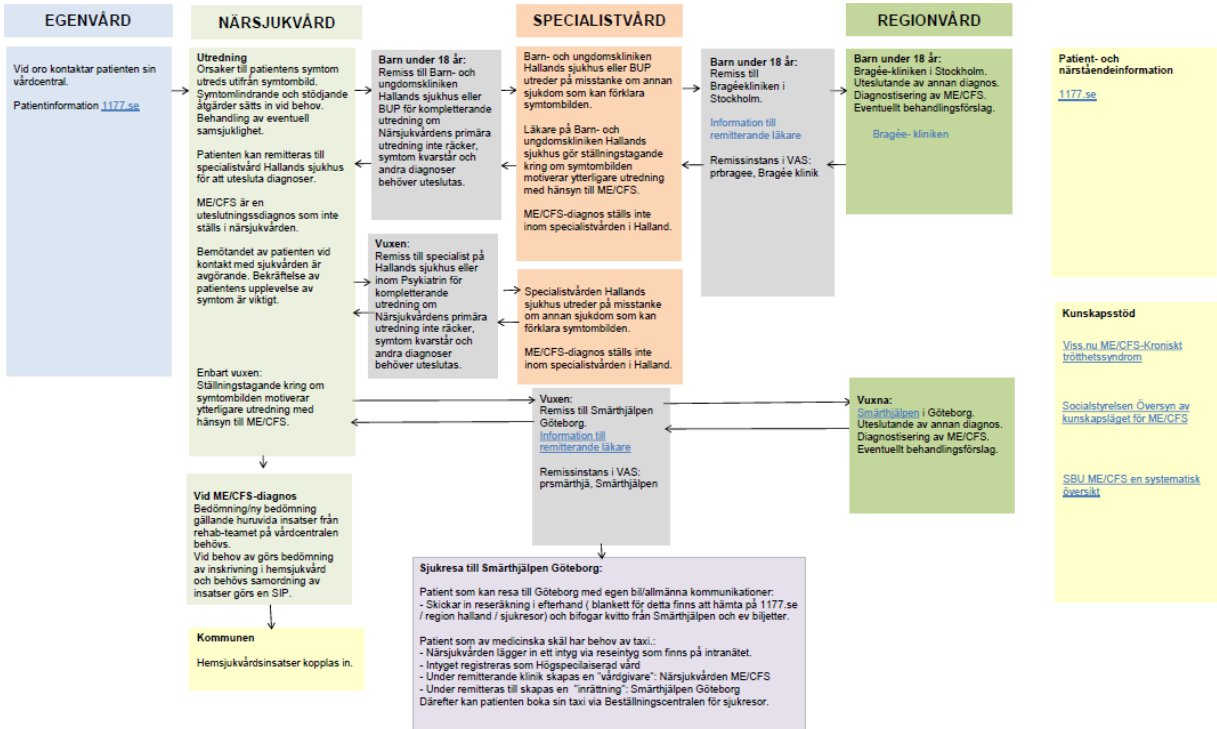 EGENVÅRD
NÄRSJUKVÅRD
SPECIALISTVÅRD
REGIONVÅRD
Vid oro kontaktar patienten sin
vårdcentral.
Patientinformation 1177.se
Utredning
Orsaker till patientens symtom
utreds utifrån symtombild.
Symtomlindrande och stödjande
åtgärder sätts in vid behov.
Behandling av eventuell
samsjuklighet.
Patienten kan remitteras till
specialistvård Hallands sjukhus
för att utesluta diagnoser.
ME/CFS är en
uteslutningssdiagnos som inte
ställs i närsjukvården.
Bemötandet av patienten vid
kontakt med sjukvården är
avgörande. Bekräftelse av
patientens upplevelse av
symtom är viktigt.
Enbart vuxen:
Ställningstagande kring om
symtombilden motiverar
ytterligare utredning med
hänsyn till ME/CFS.
Barn under 18 år:
Remiss till Barn- och
ungdomskliniken
Hallands sjukhus eller
BUP för kompletterande
utredning om
Närsjukvårdens primära
utredning inte räcker,
symtom kvarstår och
andra diagnoser
behöver uteslutas.
Vuxen:
Remiss till specialist på
Hallands sjukhus eller
inom Psykiatrin för
kompletterande
utredning om
Närsjukvårdens primära
utredning inte räcker,
symtom kvarstår och
andra diagnoser
behöver uteslutas.
Barn- och ungdomskliniken
Hallands sjukhus eller BUP
utreder på misstanke om annan
sjukdom som kan förklara
symtombilden.
Läkare på Barn- och
ungdomskliniken Hallands
sjukhus gör ställningstagande
kring om symtombilden
motiverar ytterligare utredning
med hänsyn till ME/CFS.
ME/CFS-diagnos ställs inte
inom specialistvården i Halland.
Specialistvården Hallands
sjukhus utreder på misstanke
om annan sjukdom som kan
förklara symtombilden.
ME/CFS-diagnos ställs inte
inom specialistvården i Halland.
Barn under 18 år:
Remiss till
Bragéekliniken i
Stockholm.
Information till
remitterande läkare
Remissinstans i VAS:
prbragee, Bragée klinik
Barn under 18 år:
Bragée-kliniken i Stockholm.
Uteslutande av annan diagnos.
Diagnostisering av ME/CFS.
Eventuellt behandlingsförslag.
Bragée- kliniken
Patient- och
närståendeinformation
1177.se
Kunskapsstöd
Viss.nu ME/CFS-Kroniskt
trötthetssyndrom
Socialstyrelsen Översyn av
kunskapsläget för ME/CFS
SBU ME/CFS en systematisk
översikt
Vuxen:
Remiss till Smärthjälpen
Göteborg.
Information till
remitterande läkare
Remissinstans i VAS:
prsmärthjä, Smärthjälpen
Vuxna:
Smärthjälpen i Göteborg.
Uteslutande av annan diagnos.
Diagnostisering av ME/CFS.
Eventuellt behandlingsförslag.
Vid ME/CFS-diagnos
Bedömning/ny bedömning
gällande huruvida insatser från
rehab-teamet på vårdcentralen
behövs.
Vid behov av görs bedömning
av inskrivning i hemsjukvård
och behövs samordning av
insatser görs en SIP.
Kommunen
Hemsjukvårdsinsatser kopplas in.
Sjukresa till Smärthjälpen Göteborg:
Patient som kan resa till Göteborg med egen bil/allmänna kommunikationer:
- Skickar in reseräkning i efterhand ( blankett för detta finns att hämta på 1177.se
/ region halland / sjukresor) och bifogar kvitto från Smärthjälpen och ev biljetter.
Patient som av medicinska skäl har behov av taxi.:
- Närsjukvården lägger in ett intyg via reseintyg som finns på intranätet.
- Intyget registreras som Högspecilaiserad vård
- Under remitterande klinik skapas en "vårdgivare": Närsjukvården ME/CFS
- Under remitteras till skapas en "inrättning": Smärthjälpen Göteborg
Därefter kan patienten boka sin taxi via Beställningscentralen för sjukresor.